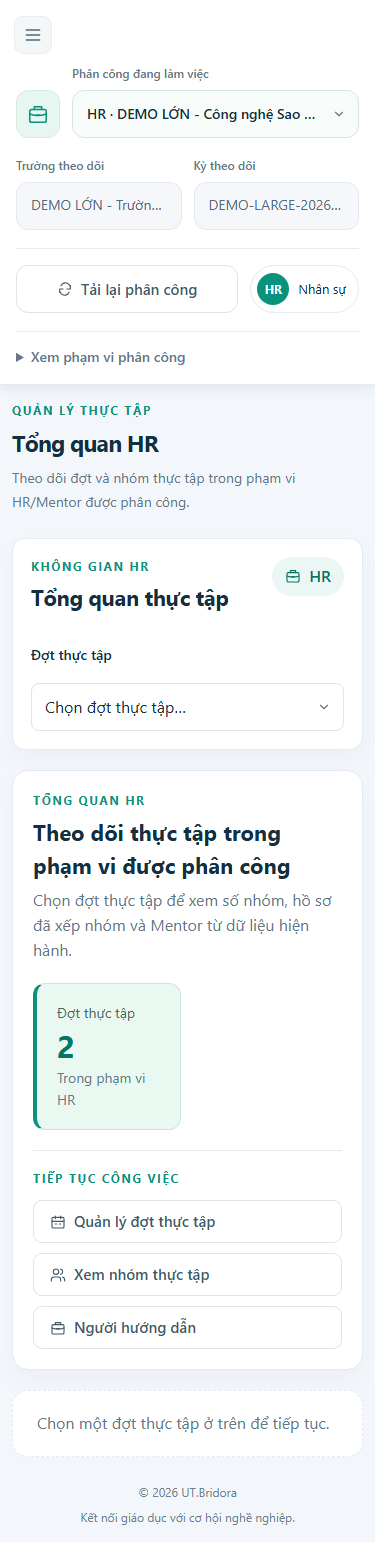 Phân công đang làm việc
HR · DEMO LỚN - Công nghệ Sao ...
Trường theo dõi
Kỳ theo dõi
DEMO LỚN - Trườn...
DEMO-LARGE-2026...
Tải lại phân công
HR
Nhân sự
Xem phạm vi phân công
QUẢN LÝ THỰC TẬP
Tổng quan HR
Theo dõi đợt và nhóm thực tập trong phạm vi
HR/Mentor được phân công.
KHÔNG GIAN HR
HR
Tổng quan thực tập
Đợt thực tập
Chọn đợt thực tập...
TỔNG QUAN HR
Theo dõi thực tập trong
phạm vi được phân công
Chọn đợt thực tập để xem số nhóm, hồ sơ
đã xếp nhóm và Mentor từ dữ liệu hiện
hành.
Đợt thực tập
2
Trong phạm vi
HR
TIẾP TỤC CÔNG VIỆC
Quản lý đợt thực tập
Xem nhóm thực tập
Người hướng dẫn
Chọn một đợt thực tập ở trên để tiếp tục.
© 2026 UT.Bridora
Kết nối giáo dục với cơ hội nghề nghiệp.